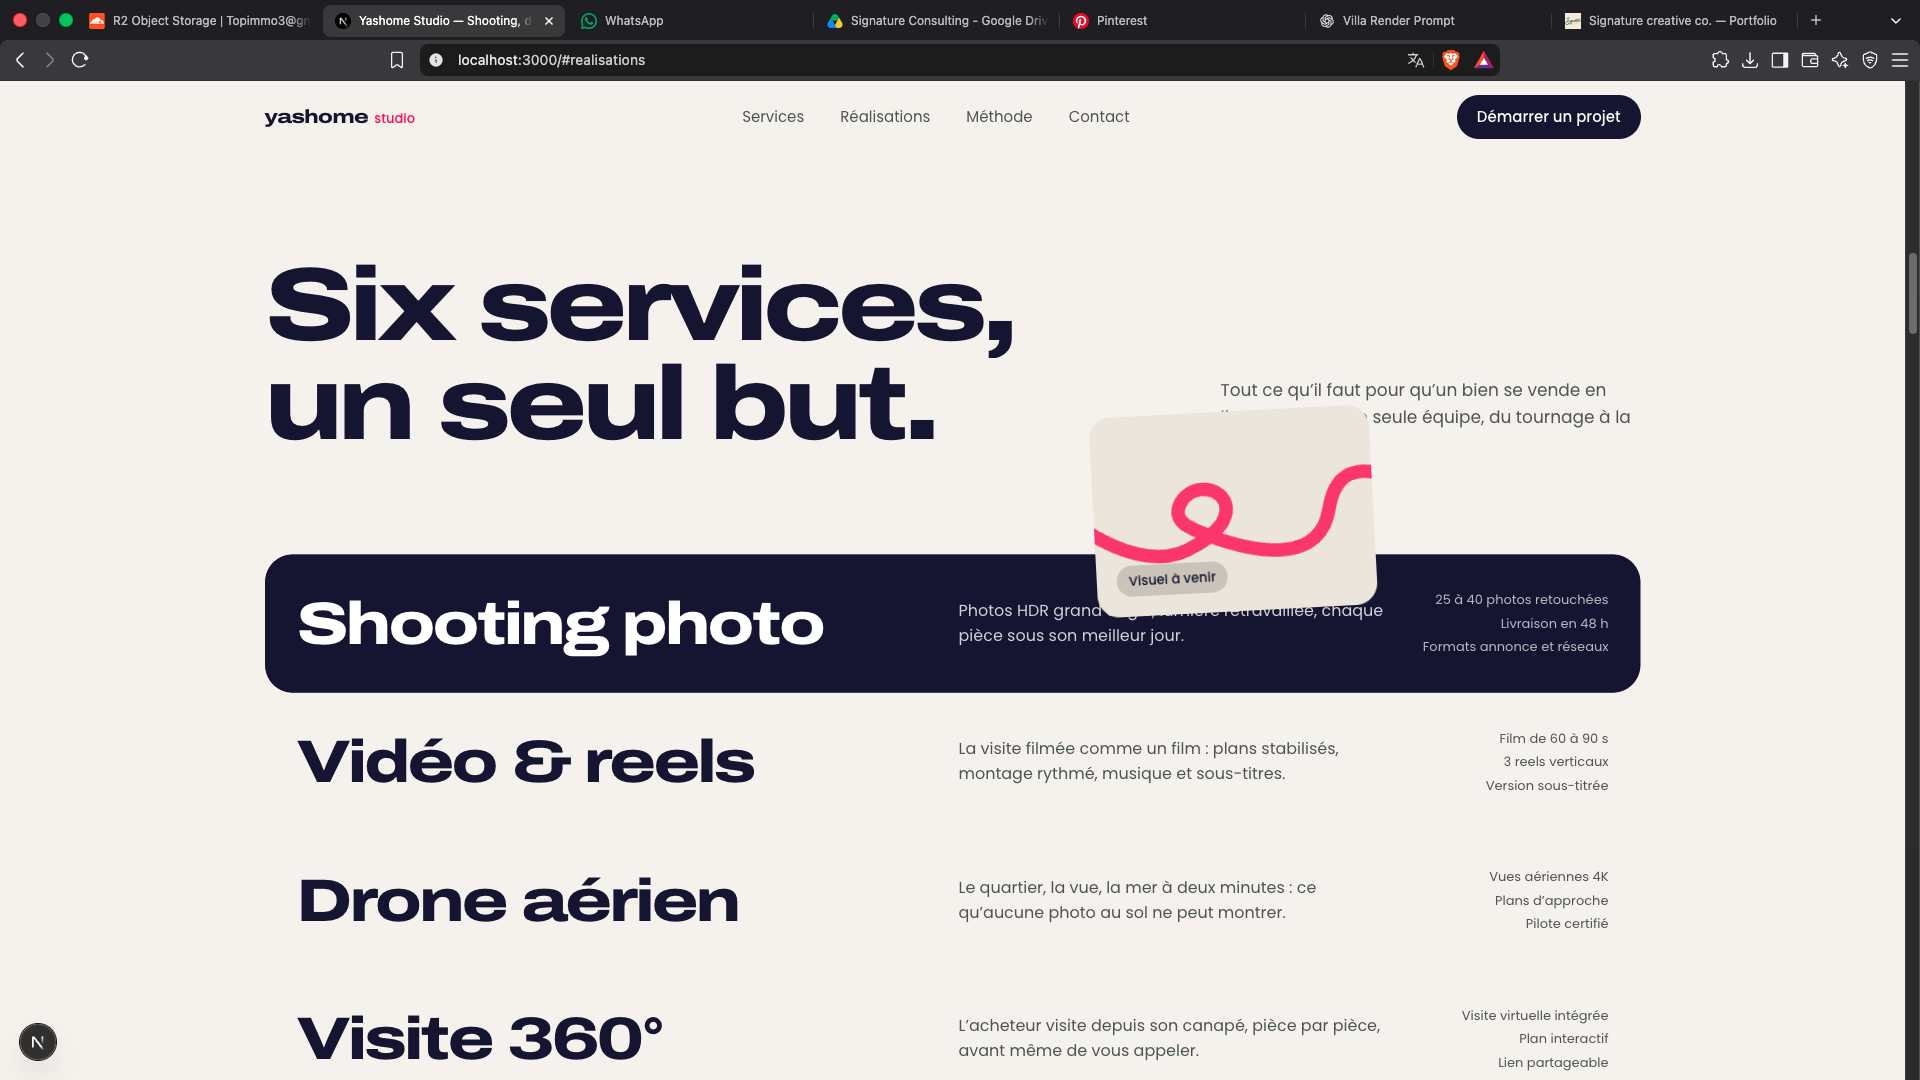 R2 Object Storage | Topimmo3@gm
Yashome Studio — Shooting, d
WhatsApp
Signature Consulting - Google Driv
Pinterest
Villa Render Prompt
Signature creative co. — Portfolio
localhost:3000/#realisations
yashome studio
Services
Réalisations
Méthode
Contact
Démarrer un projet
Six services,
un seul but.
Tout ce qu’il faut pour qu’un bien se vende en
seule équipe, du tournage à la
Visuel à venir
Shooting photo
Photos HDR grand chaque
pièce sous son meilleur jour.
25 à 40 photos retouchées
Livraison en 48 h
Formats annonce et réseaux
Vidéo & reels
La visite filmée comme un film : plans stabilisés,
montage rythmé, musique et sous-titres.
Film de 60 à 90 s
3 reels verticaux
Version sous-titrée
Drone aérien
Le quartier, la vue, la mer à deux minutes : ce
qu’aucune photo au sol ne peut montrer.
Vues aériennes 4K
Plans d’approche
Pilote certifié
Visite 360°
L’acheteur visite depuis son canapé, pièce par pièce,
avant même de vous appeler.
Visite virtuelle intégrée
Plan interactif
Lien partageable
N